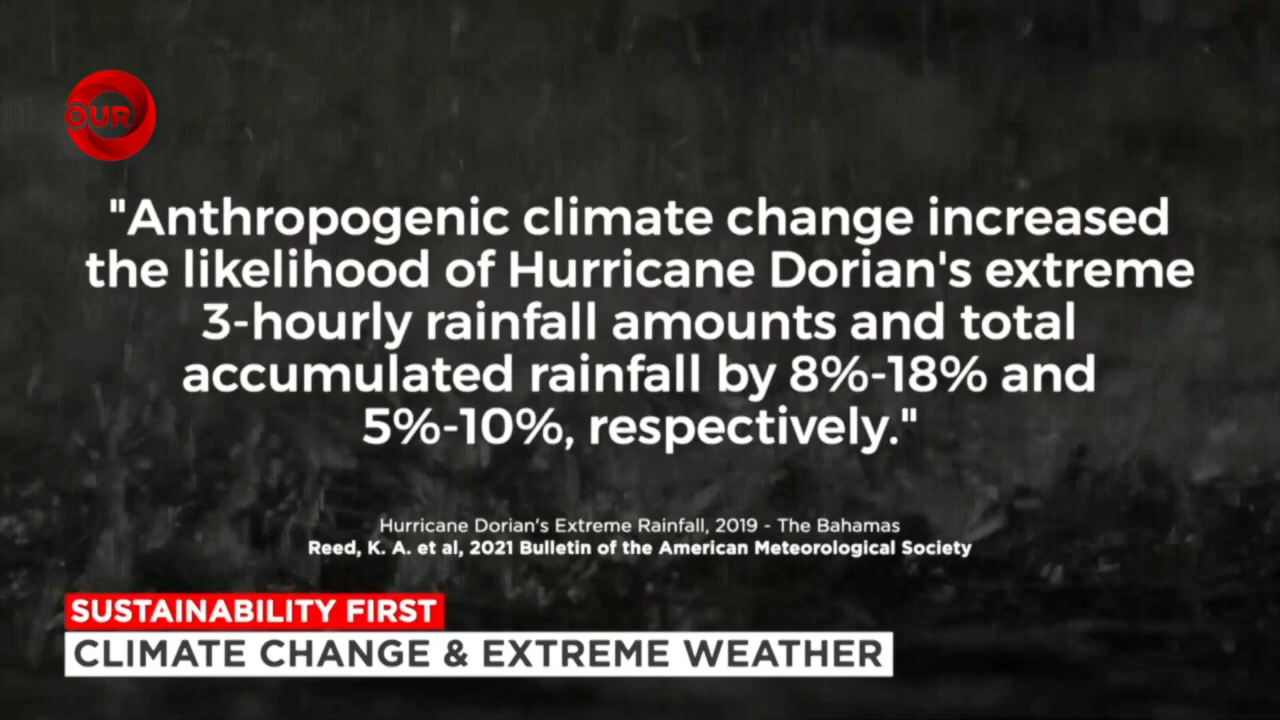 OUR
"Anthropogenic climate change increased
the likelihood of Hurricane Dorian's extreme
3-hourly rainfall amounts and total
accumulated rainfall by 8%-18% and
5%-10%, respectively."
Hurricane Dorian's Extreme Rainfall, 2019 - The Bahamas
Reed, K. A. et al, 2021 Bulletin of the American Meteorological Society
SUSTAINABILITY FIRST
CLIMATE CHANGE & EXTREME WEATHER